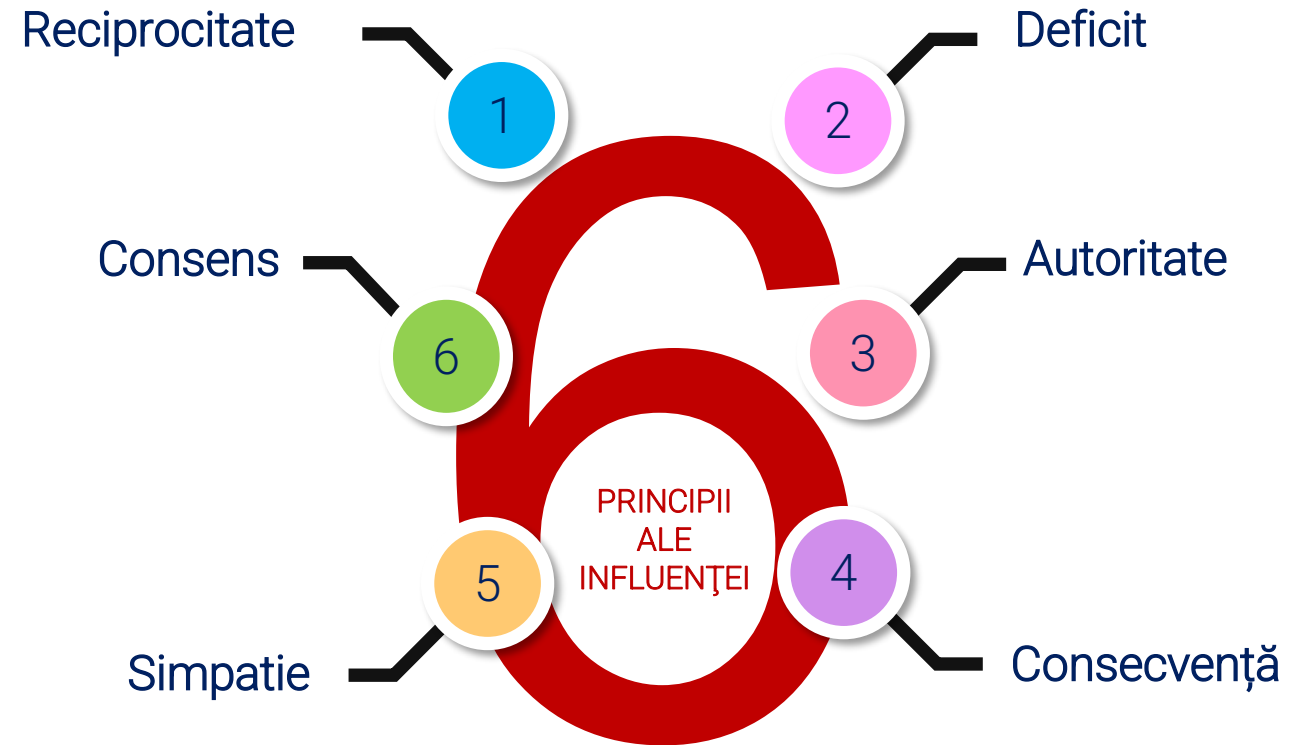 Reciprocitate
1
2
Deficit
Consens
6
3
Autoritate
PRINCIPII
ALE
INFLUENŢEI
5
4
Simpatie
Consecvență